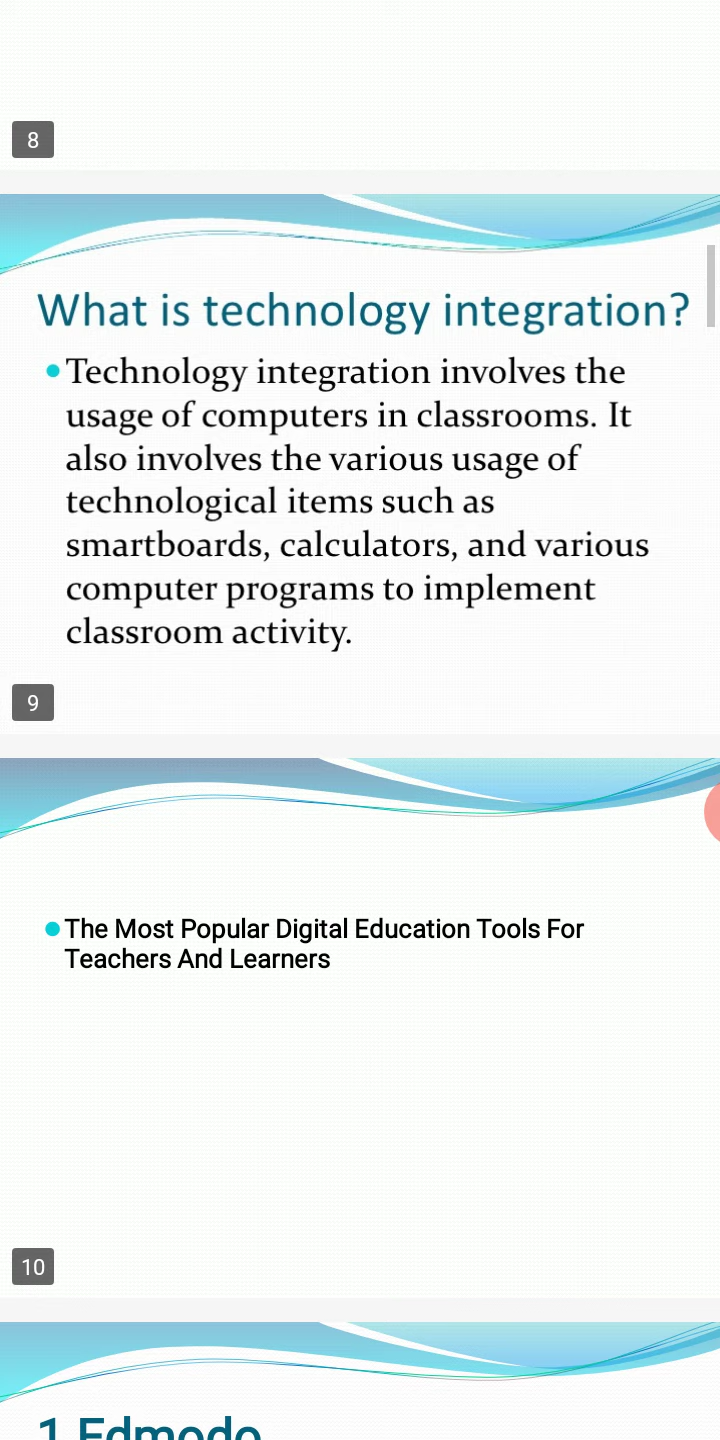 8
What is technology integration?
Technology integration involves the
usage of computers in classrooms. It
also involves the various usage of
technological items such as
smartboards, calculators, and various
computer programs to implement
classroom activity.
9
The Most Popular Digital Education Tools For
Teachers And Learners
10
1 Edmodo